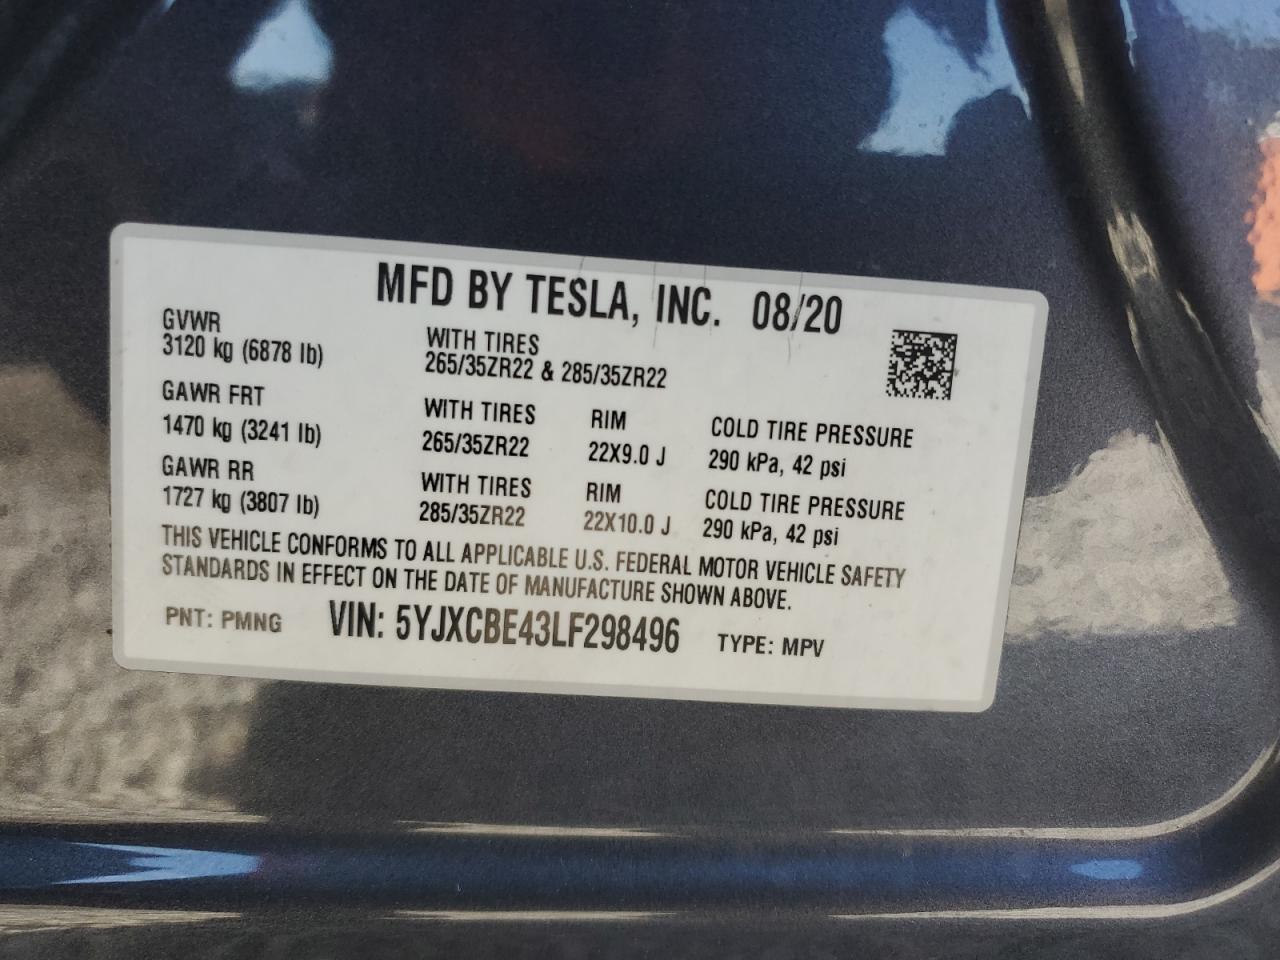 MFD BY TESLA, INC. 08/20
GVWR
3120 kg (6878 lb)
WITH TIRES
265/35ZR22 & 285/35ZR22
GAWR FRT
1470 kg (3241 lb)
WITH TIRES
265/35ZR22
RIM
22X9.0 J
COLD TIRE PRESSURE
290 kPa, 42 psi
GAWR RR
1727 kg (3807 lb)
WITH TIRES
285/35ZR22
RIM
22X10.0 J
COLD TIRE PRESSURE
290 kPa, 42 psi
THIS VEHICLE CONFORMS TO ALL APPLICABLE U.S. FEDERAL MOTOR VEHICLE SAFETY
STANDARDS IN EFFECT ON THE DATE OF MANUFACTURE SHOWN ABOVE.
PNT: PMNG VIN: 5YJXCBE43LF298496 TYPE: MPV